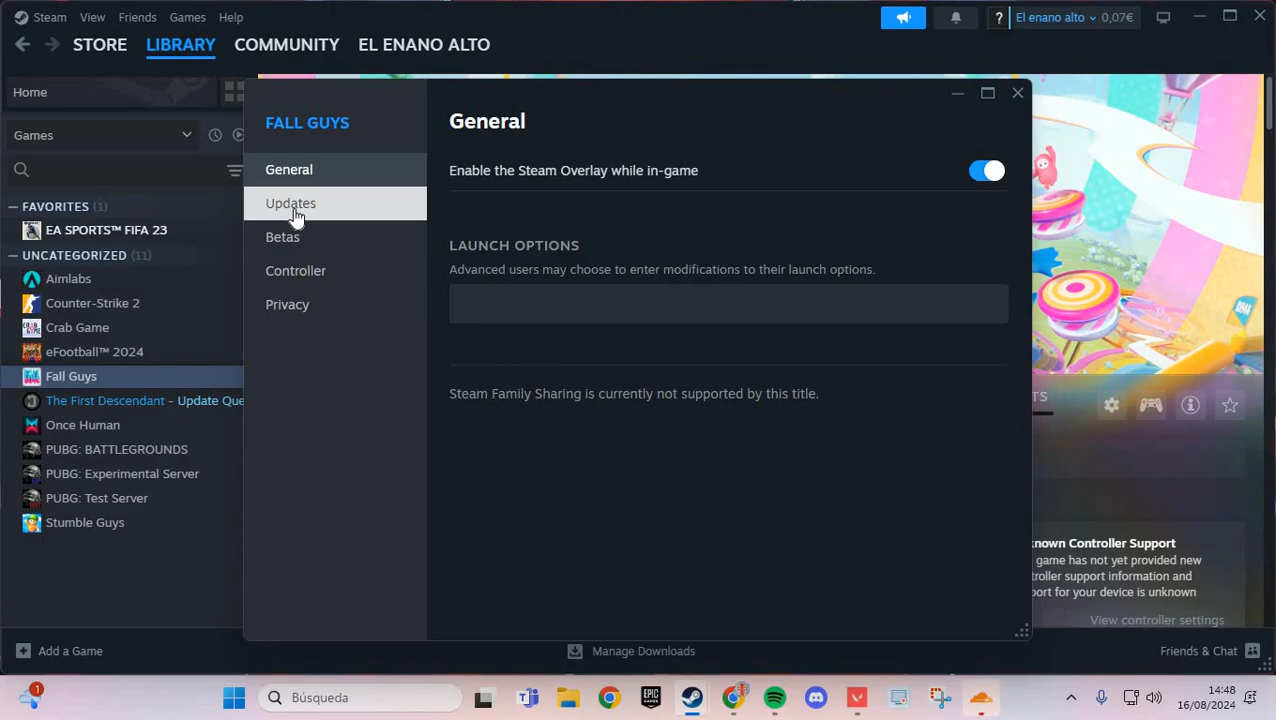 Steam View Friends Games Help
? El enano alto 0,07€
STORE LIBRARY COMMUNITY EL ENANO ALTO
Home
Games
FAVORITES (1)
EA SPORTS™ FIFA 23
UNCATEGORIZED (11)
Aimlabs
Counter-Strike 2
Crab Game
eFootball™ 2024
Fall Guys
The First Descendant - Update Que
Once Human
PUBG: BATTLEGROUNDS
PUBG: Experimental Server
PUBG: Test Server
Stumble Guys
FALL GUYS
General
Updates
Betas
Controller
Privacy
General
Enable the Steam Overlay while in-game
LAUNCH OPTIONS
Advanced users may choose to enter modifications to their launch options.
Steam Family Sharing is currently not supported by this title.
TS
known Controller Support
game has not yet provided new
roller support information and
port for your device is unknown
View controller settings
Add a Game
Manage Downloads
Friends & Chat
1
Búsqueda
EPIC GAMES
14:48
16/08/2024